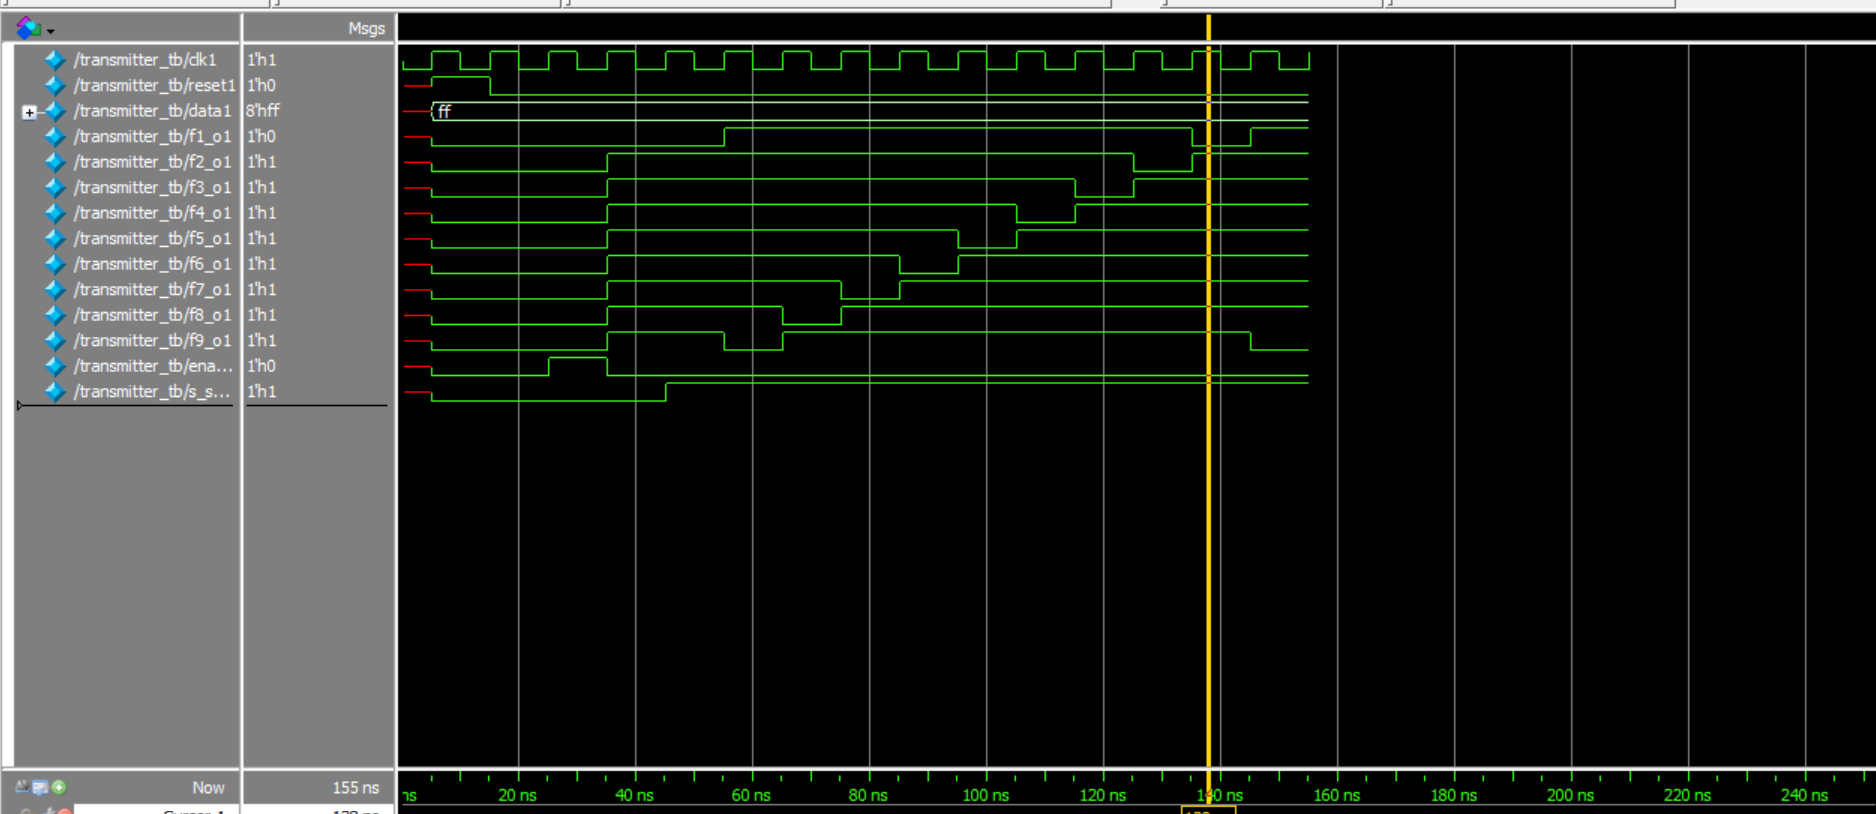 Msgs
/transmitter_tb/clk1 1'h1
/transmitter_tb/reset1 1'h0
/transmitter_tb/data1 8'hff ff
/transmitter_tb/f1_o1 1'h0
/transmitter_tb/f2_o1 1'h1
/transmitter_tb/f3_o1 1'h1
/transmitter_tb/f4_o1 1'h1
/transmitter_tb/f5_o1 1'h1
/transmitter_tb/f6_o1 1'h1
/transmitter_tb/f7_o1 1'h1
/transmitter_tb/f8_o1 1'h1
/transmitter_tb/f9_o1 1'h1
/transmitter_tb/ena... 1'h0
/transmitter_tb/s_s... 1'h1
Now 155 ns ns 20 ns 40 ns 60 ns 80 ns 100 ns 120 ns 140 ns 160 ns 180 ns 200 ns 220 ns 240 ns